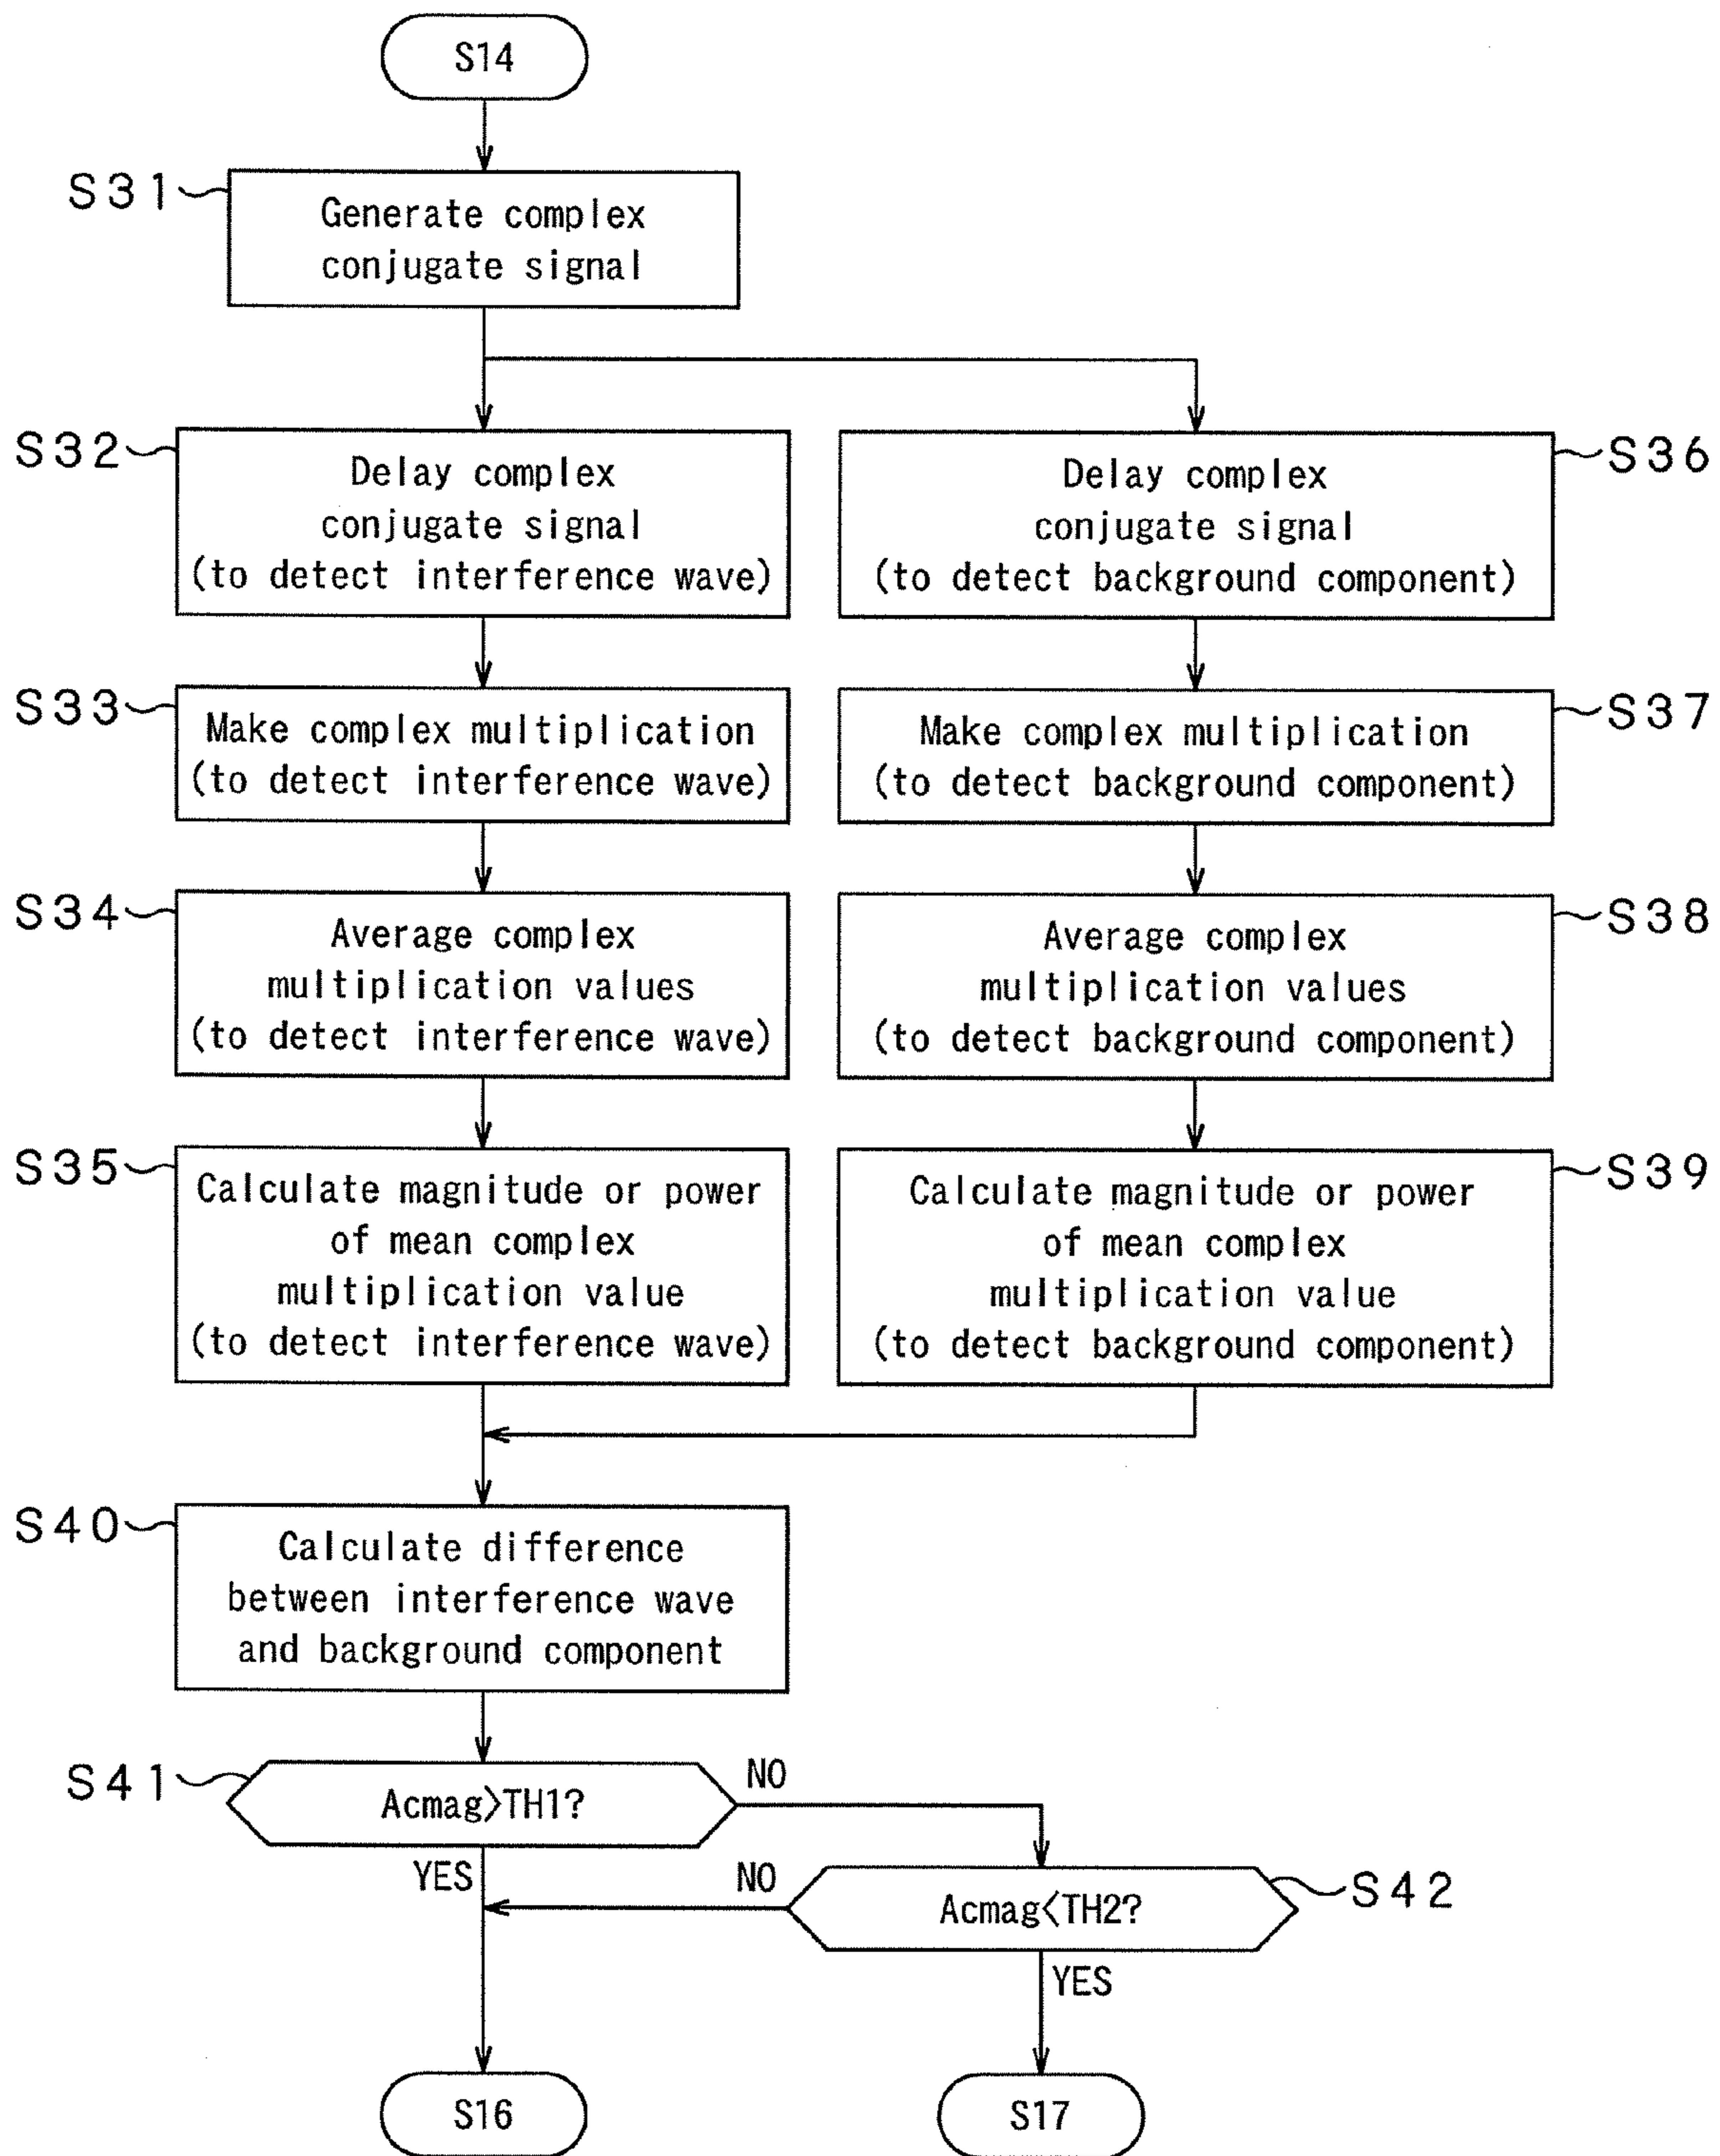 S14
S31
Generate complex
conjugate signal
S32
Delay complex
conjugate signal
(to detect interference wave)
S36
Delay complex
conjugate signal
(to detect background component)
S33
Make complex multiplication
(to detect interference wave)
S37
Make complex multiplication
(to detect background component)
S34
Average complex
multiplication values
(to detect interference wave)
S38
Average complex
multiplication values
(to detect background component)
S35
Calculate magnitude or power
of mean complex
multiplication value
(to detect interference wave)
S39
Calculate magnitude or power
of mean complex
multiplication value
(to detect background component)
S40
Calculate difference
between interference wave
and background component
S41
Acmag>TH1?
NO
YES
S42
Acmag<TH2?
NO
YES
S16
S17